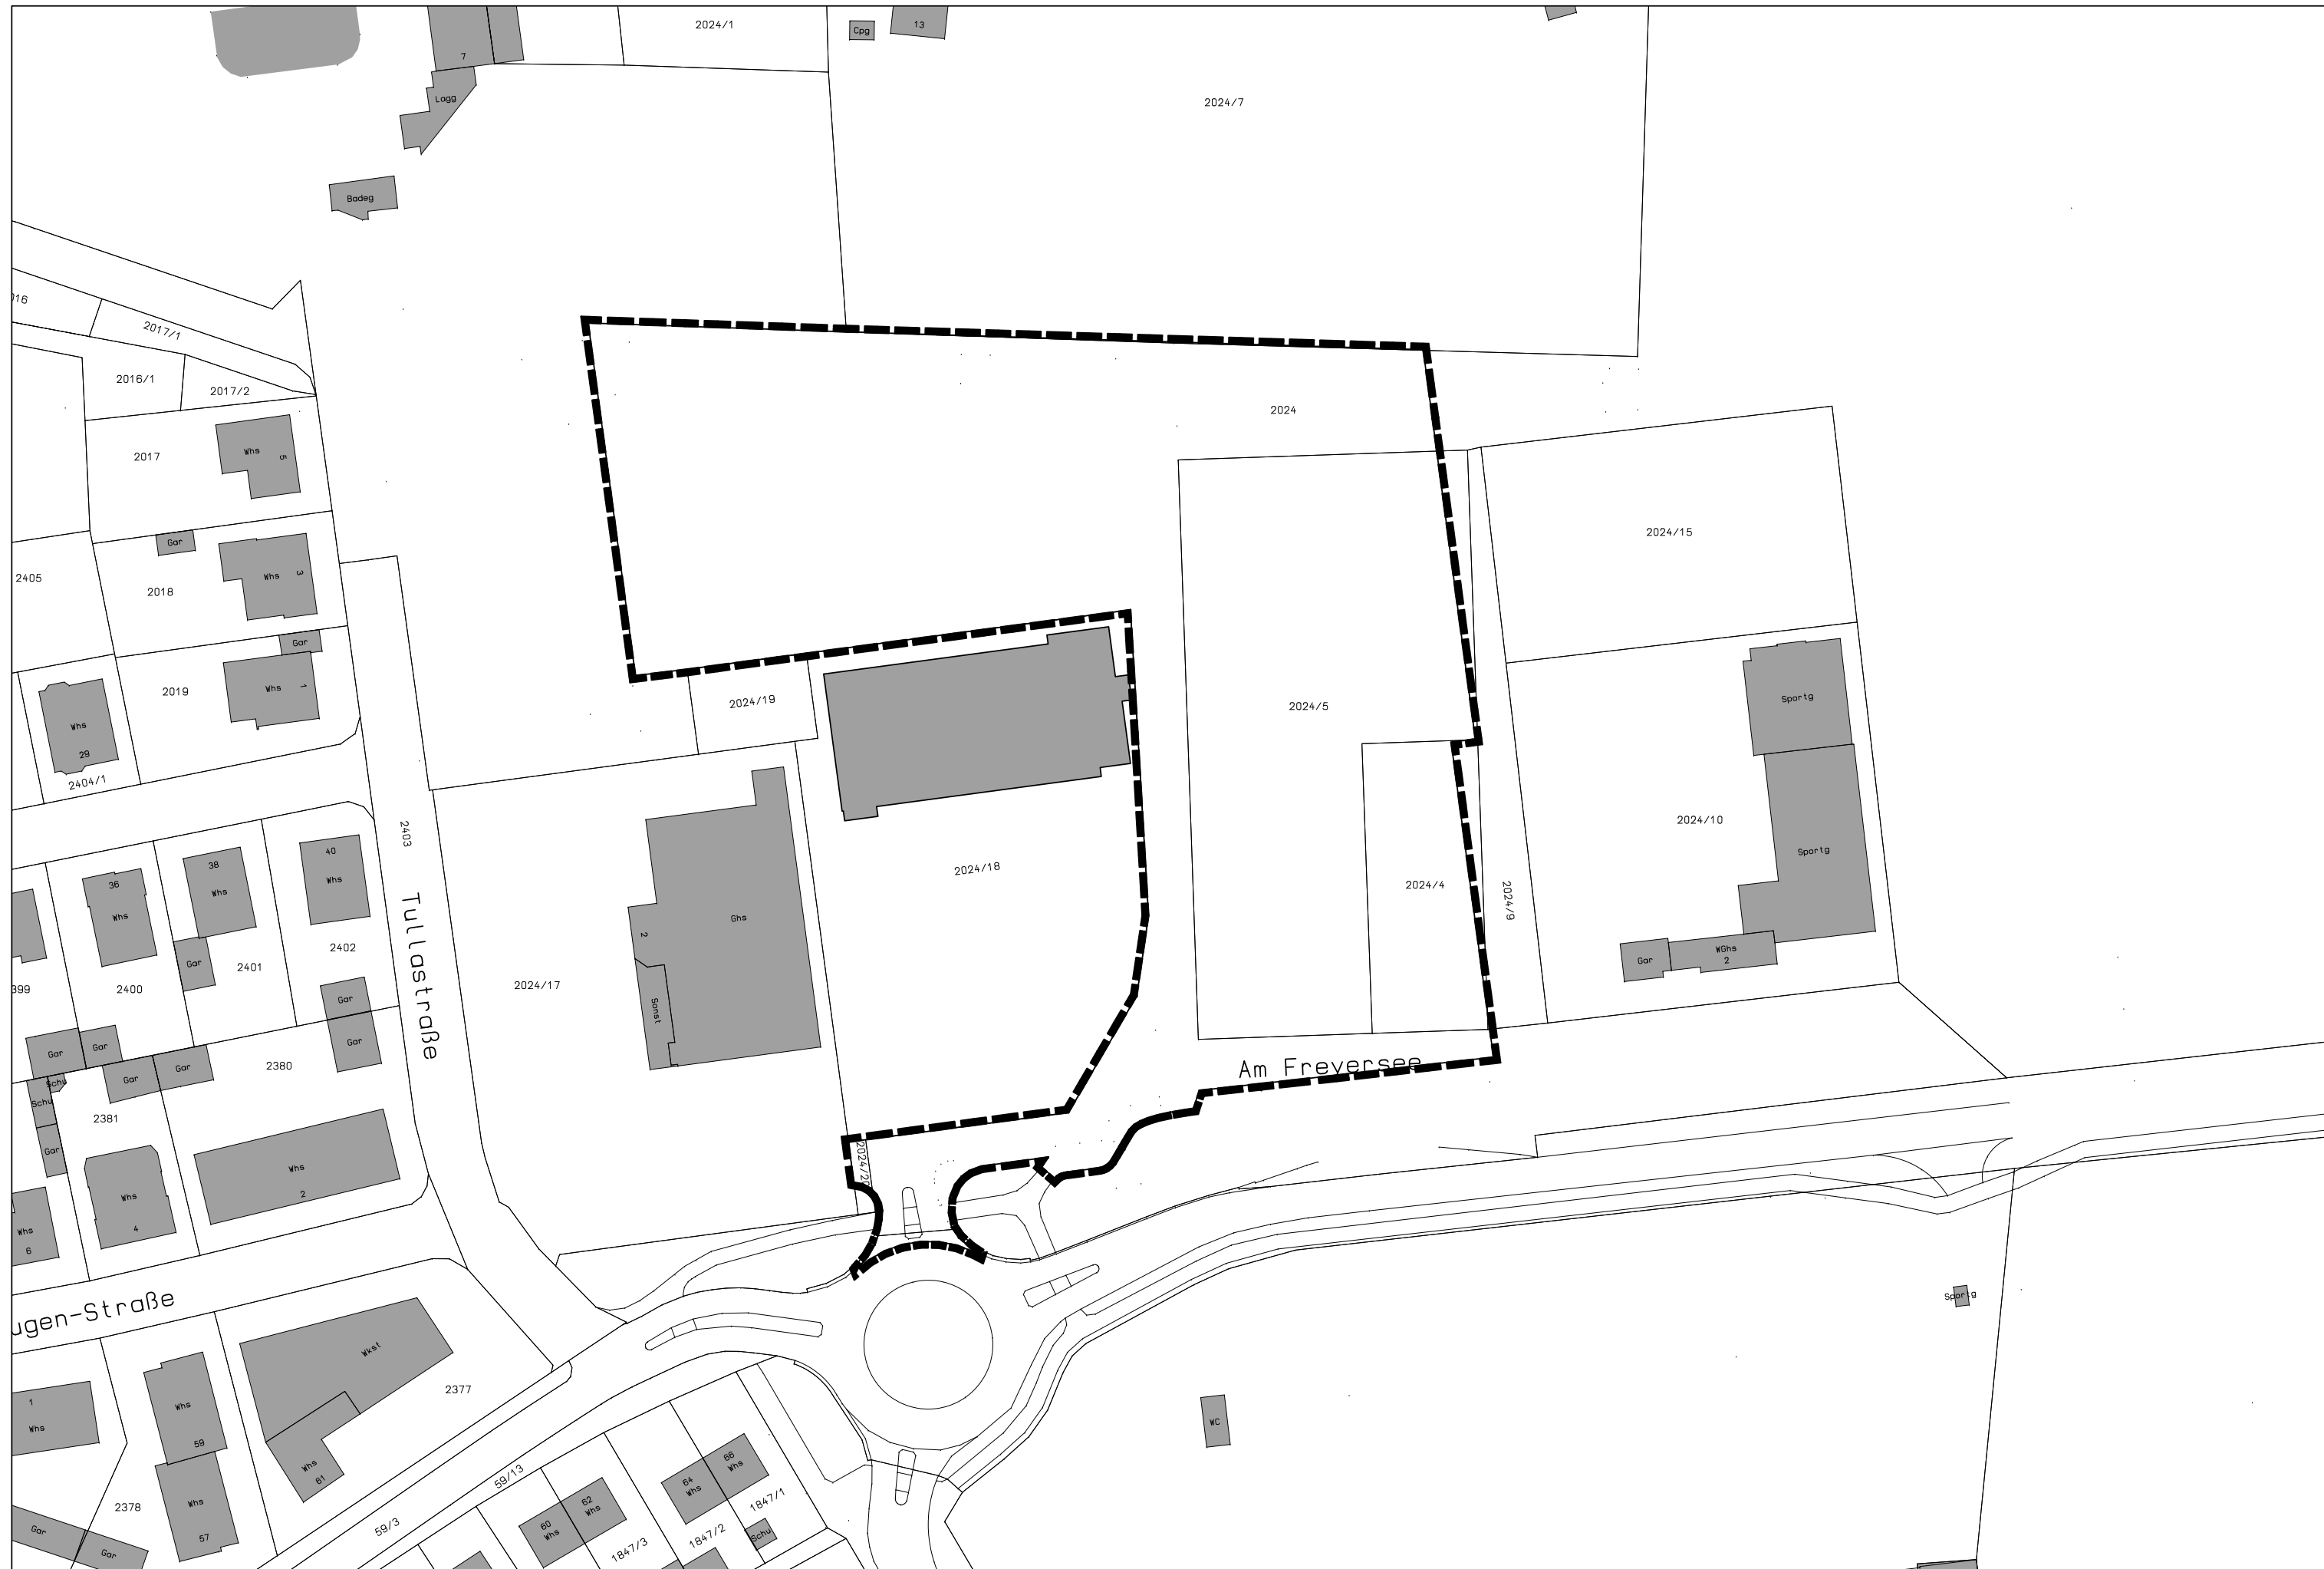 2024/1
Cpg
13
7
Lagg
2024/7
Badeg
2017/1
2016/1
2017/2
2024
2017
Whs
5
Gar
2405
2018
Whs
3
2024/15
Gar
2019
Whs
1
2024/19
2024/5
Sportg
Whs
29
2404/1
2403
2024/10
Sportg
40
Whs
38
Whs
36
Whs
2024/18
2024/4
2024/9
Ghs
2
2402
2401
Gar
2400
Tullastraße
2024/17
Sonst
WGhs
2
Gar
Gar
Gar
Gar
Gar
Gar
Gar
2380
Am Freyersee
Schu
Schu
2381
Gar
2024/20
Whs
2
Whs
4
Whs
6
ugen-Straße
Sportg
Wkst
2377
1
Whs
Whs
59
WC
Whs
61
59/13
66
Whs
64
Whs
2378
Whs
57
62
Whs
60
Whs
1847/1
59/3
1847/2
Schu
1847/3
Gar
Gar